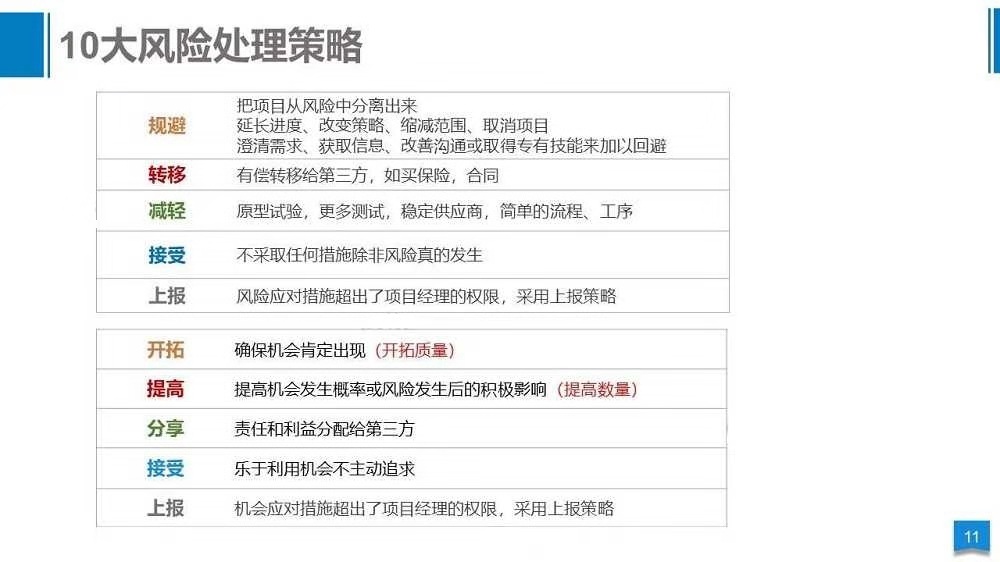 10大风险处理策略
规避
把项目从风险中分离出来
延长进度、改变策略、缩减范围、取消项目
澄清需求、获取信息、改善沟通或取得专有技能来加以回避
转移
有偿转移给第三方，如买保险，合同
减轻
原型试验，更多测试，稳定供应商，简单的流程、工序
接受
不采取任何措施除非风险真的发生
上报
风险应对措施超出了项目经理的权限，采用上报策略
开拓
确保机会肯定出现（开拓质量）
提高
提高机会发生概率或风险发生后的积极影响（提高数量）
分享
责任和利益分配给第三方
接受
乐于利用机会不主动追求
上报
机会应对措施超出了项目经理的权限，采用上报策略
11